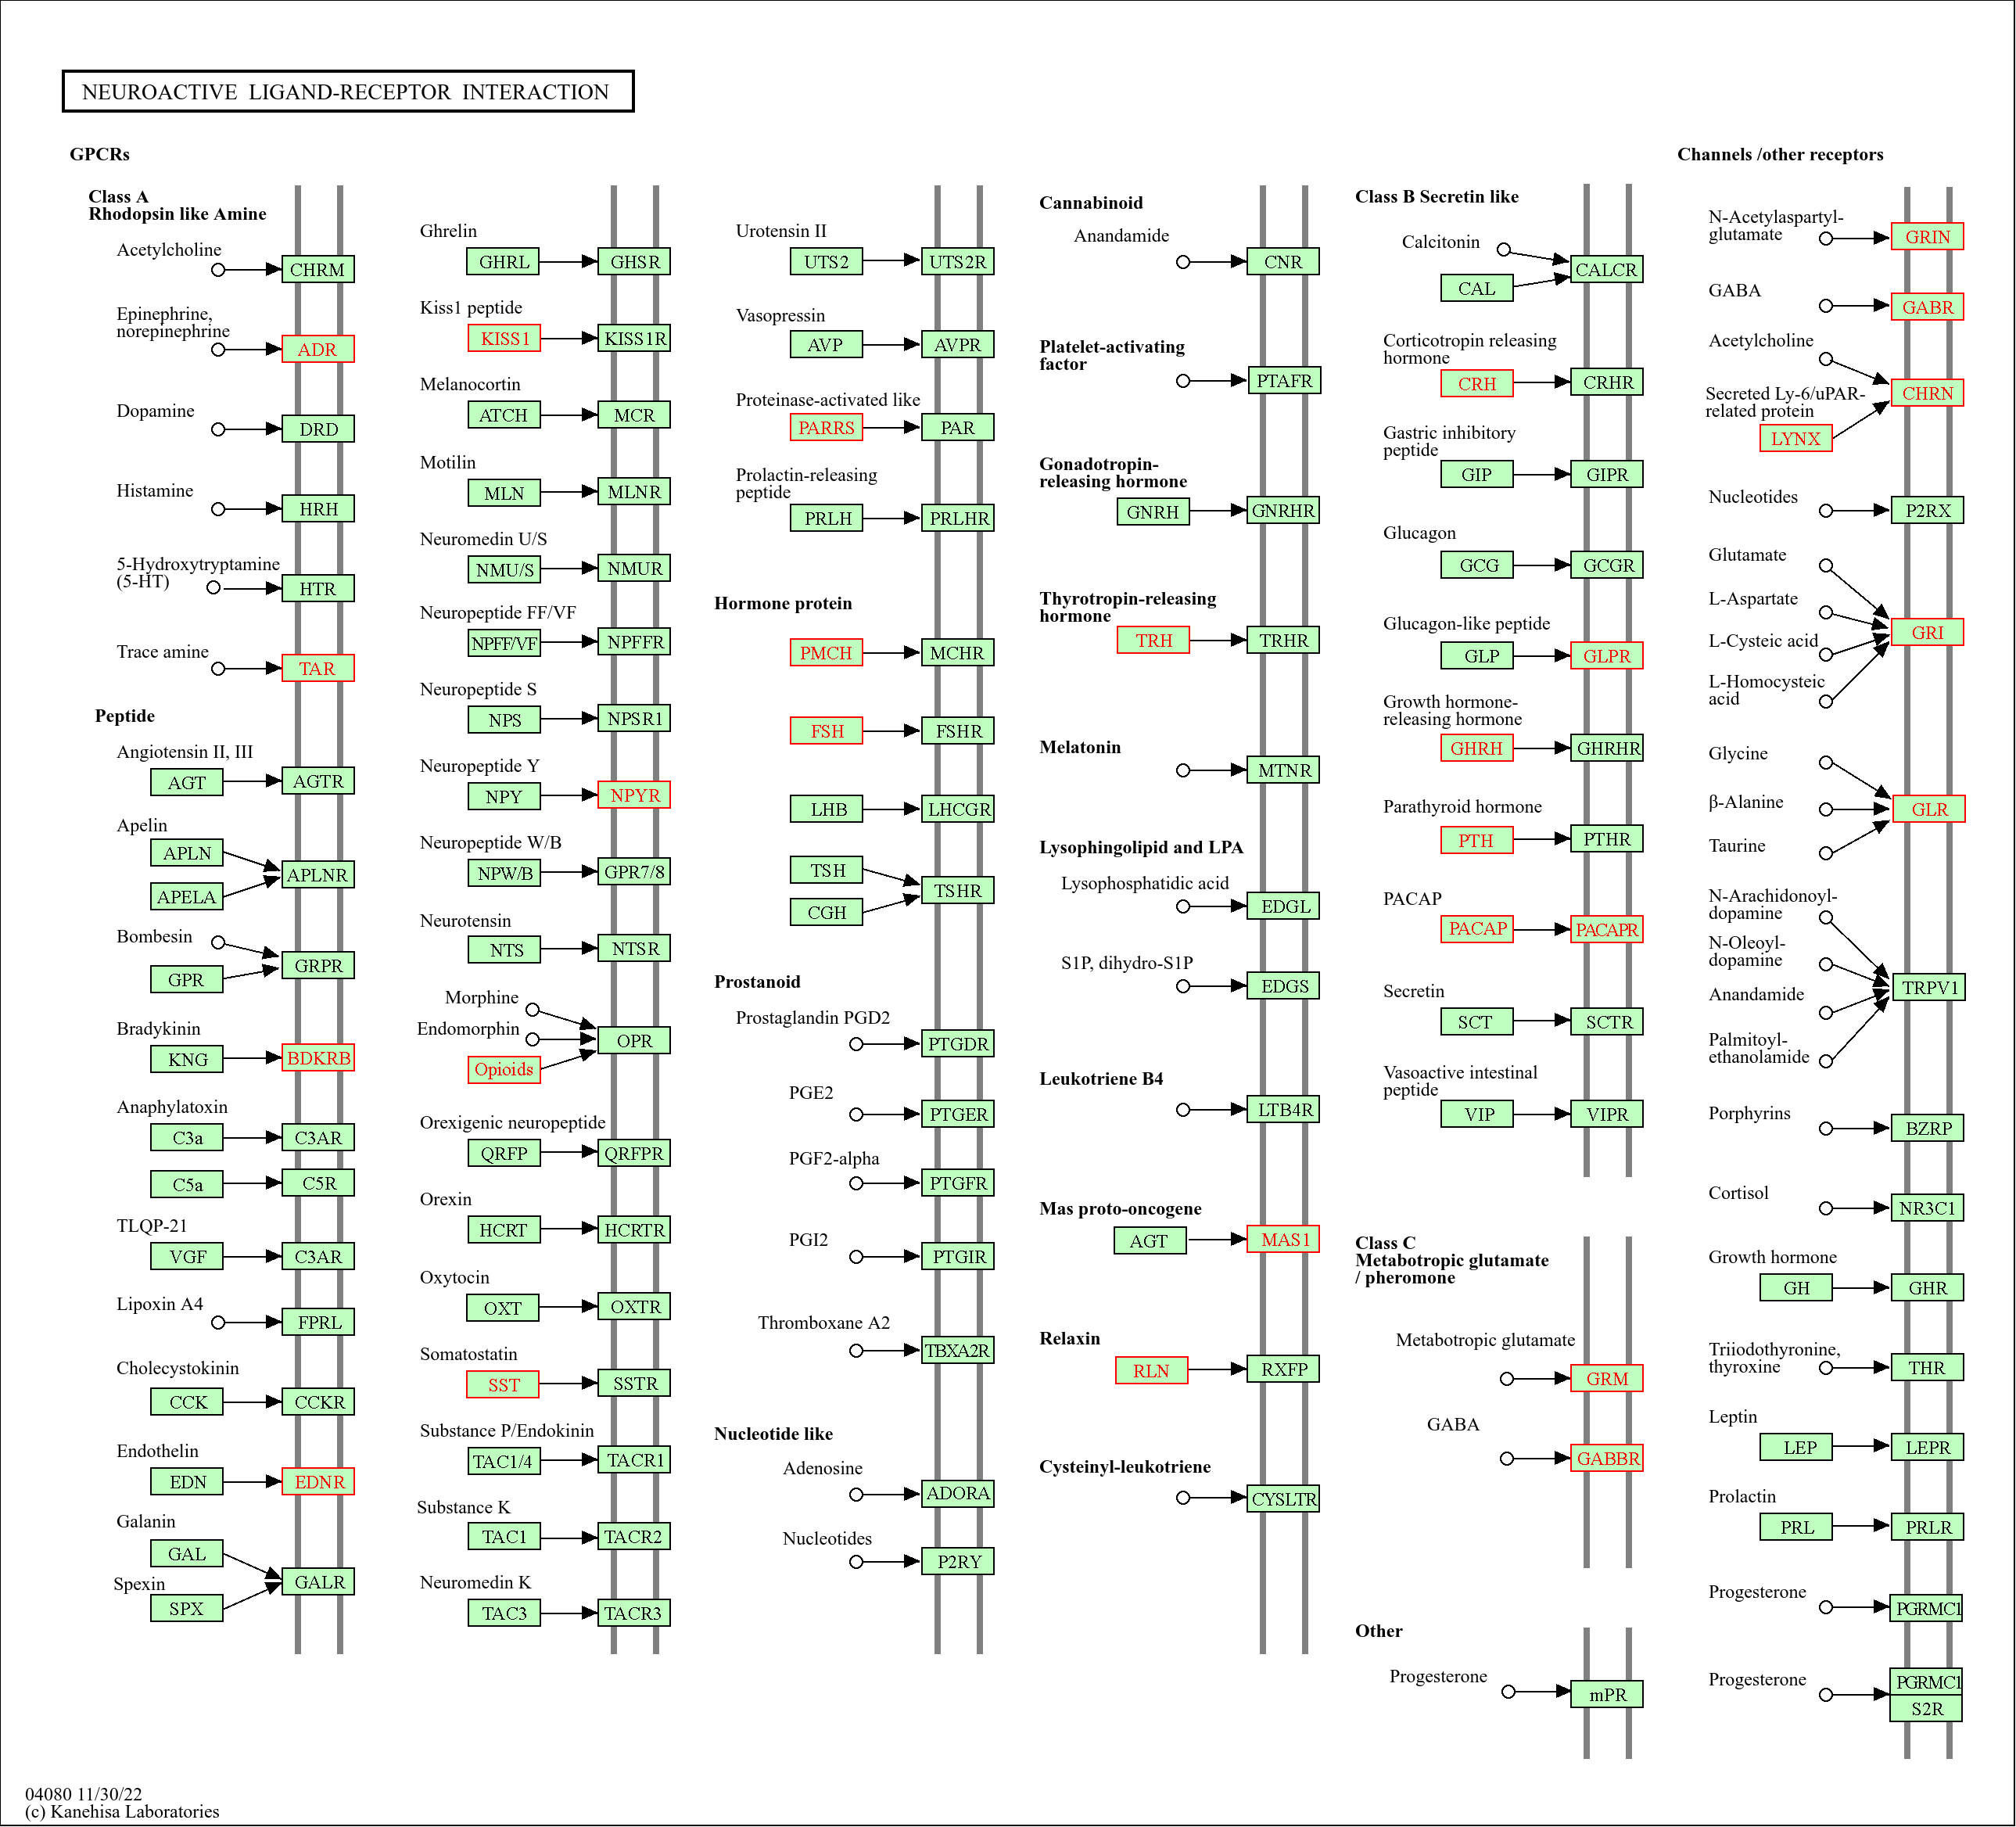 NEUROACTIVE LIGAND-RECEPTOR INTERACTION
GPCRs
Class A
Rhodopsin like Amine
Acetylcholine
CHRM
Epinephrine,
norepinephrine
ADR
Dopamine
DRD
Histamine
HRH
5-Hydroxytryptamine
(5-HT)
HTR
Trace amine
TAR
Peptide
Angiotensin II, III
AGT
AGTR
Apelin
APLN
APELA
APLNR
Bombesin
GPR
GRPR
Bradykinin
KNG
BDKRB
Anaphylatoxin
C3a
C3AR
C5a
C5R
TLQP-21
VGF
C3AR
Lipoxin A4
FPRL
Cholecystokinin
CCK
CCKR
Endothelin
EDN
EDNR
Galanin
GAL
GALR
Spexin
SPX
Ghrelin
GHRL
GHSR
Kiss1 peptide
KISS1
KISS1R
Melanocortin
ATCH
MCR
Motilin
MLN
MLNR
Neuromedin U/S
NMU/S
NMUR
Neuropeptide FF/VF
NPFF/VF
NPFFR
Neuropeptide S
NPS
NPSR1
Neuropeptide Y
NPY
NPYR
Neuropeptide W/B
NPW/B
GPR7/8
Neurotensin
NTS
NTSR
Morphine
Endomorphin
Opioids
OPR
Orexigenic neuropeptide
QRFP
QRFPR
Orexin
HCRT
HCRTR
Oxytocin
OXT
OXTR
Somatostatin
SST
SSTR
Substance P/Endokinin
TAC1/4
TACR1
Substance K
TAC1
TACR2
Neuromedin K
TAC3
TACR3
Urotensin II
UTS2
UTS2R
Vasopressin
AVP
AVPR
Proteinase-activated like
PARRS
PAR
Prolactin-releasing
peptide
PRLH
PRLHR
Hormone protein
PMCH
MCHR
FSH
FSHR
LHB
LHCGR
TSH
CGH
TSHR
Prostanoid
Prostaglandin PGD2
PTGDR
PGE2
PTGER
PGF2-alpha
PTGFR
PGI2
PTGIR
Thromboxane A2
TBXA2R
Nucleotide like
Adenosine
ADORA
Nucleotides
P2RY
Cannabinoid
Anandamide
CNR
Platelet-activating
factor
PTAFR
Gonadotropin-
releasing hormone
GNRH
GNRHR
Thyrotropin-releasing
hormone
TRH
TRHR
Melatonin
MTNR
Lysophingolipid and LPA
Lysophosphatidic acid
EDGL
S1P, dihydro-S1P
EDGS
Leukotriene B4
LTB4R
Mas proto-oncogene
AGT
MAS1
Relaxin
RLN
RXFP
Cysteinyl-leukotriene
CYSLTR
Class B Secretin like
Calcitonin
CAL
CALCR
Corticotropin releasing
hormone
CRH
CRHR
Gastric inhibitory
peptide
GIP
GIPR
Glucagon
GCG
GCGR
Glucagon-like peptide
GLP
GLPR
Growth hormone-
releasing hormone
GHRH
GHRHR
Parathyroid hormone
PTH
PTHR
PACAP
PACAP
PACAPR
Secretin
SCT
SCTR
Vasoactive intestinal
peptide
VIP
VIPR
Class C
Metabotropic glutamate
/ pheromone
Metabotropic glutamate
GRM
GABA
GABBR
Other
Progesterone
mPR
Channels /other receptors
N-Acetylaspartyl-
glutamate
GRIN
GABA
GABR
Acetylcholine
CHRN
Secreted Ly-6/uPAR-
related protein
LYNX
Nucleotides
P2RX
Glutamate
L-Aspartate
GRI
L-Cysteic acid
L-Homocysteic
acid
Glycine
β-Alanine
GLR
Taurine
N-Arachidonoyl-
dopamine
N-Oleoyl-
dopamine
TRPV1
Anandamide
Palmitoyl-
ethanolamide
Porphyrins
BZRP
Cortisol
NR3C1
Growth hormone
GH
GHR
Triiodothyronine,
thyroxine
THR
Leptin
LEP
LEPR
Prolactin
PRL
PRLR
Progesterone
PGRMC1
Progesterone
PGRMC1
S2R
04080 11/30/22
(c) Kanehisa Laboratories